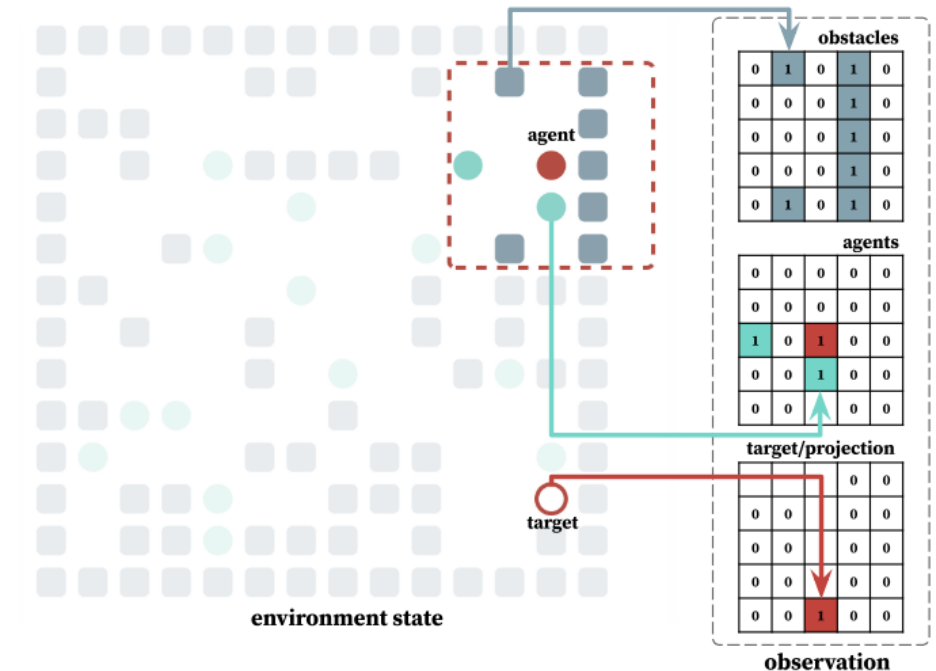 obstacles
0 1 0 1 0
0 0 0 1 0
0 0 0 1 0
0 0 0 1 0
0 1 0 1 0
agent
agents
0 0 0 0 0
0 0 0 0 0
1 0 1 0 0
0 0 1 0 0
0 0 0 0
target/projection
0 0
0 0 0 0
0 0 0 0
0 0 0 0
0 0 1 0 0
target
environment state
observation